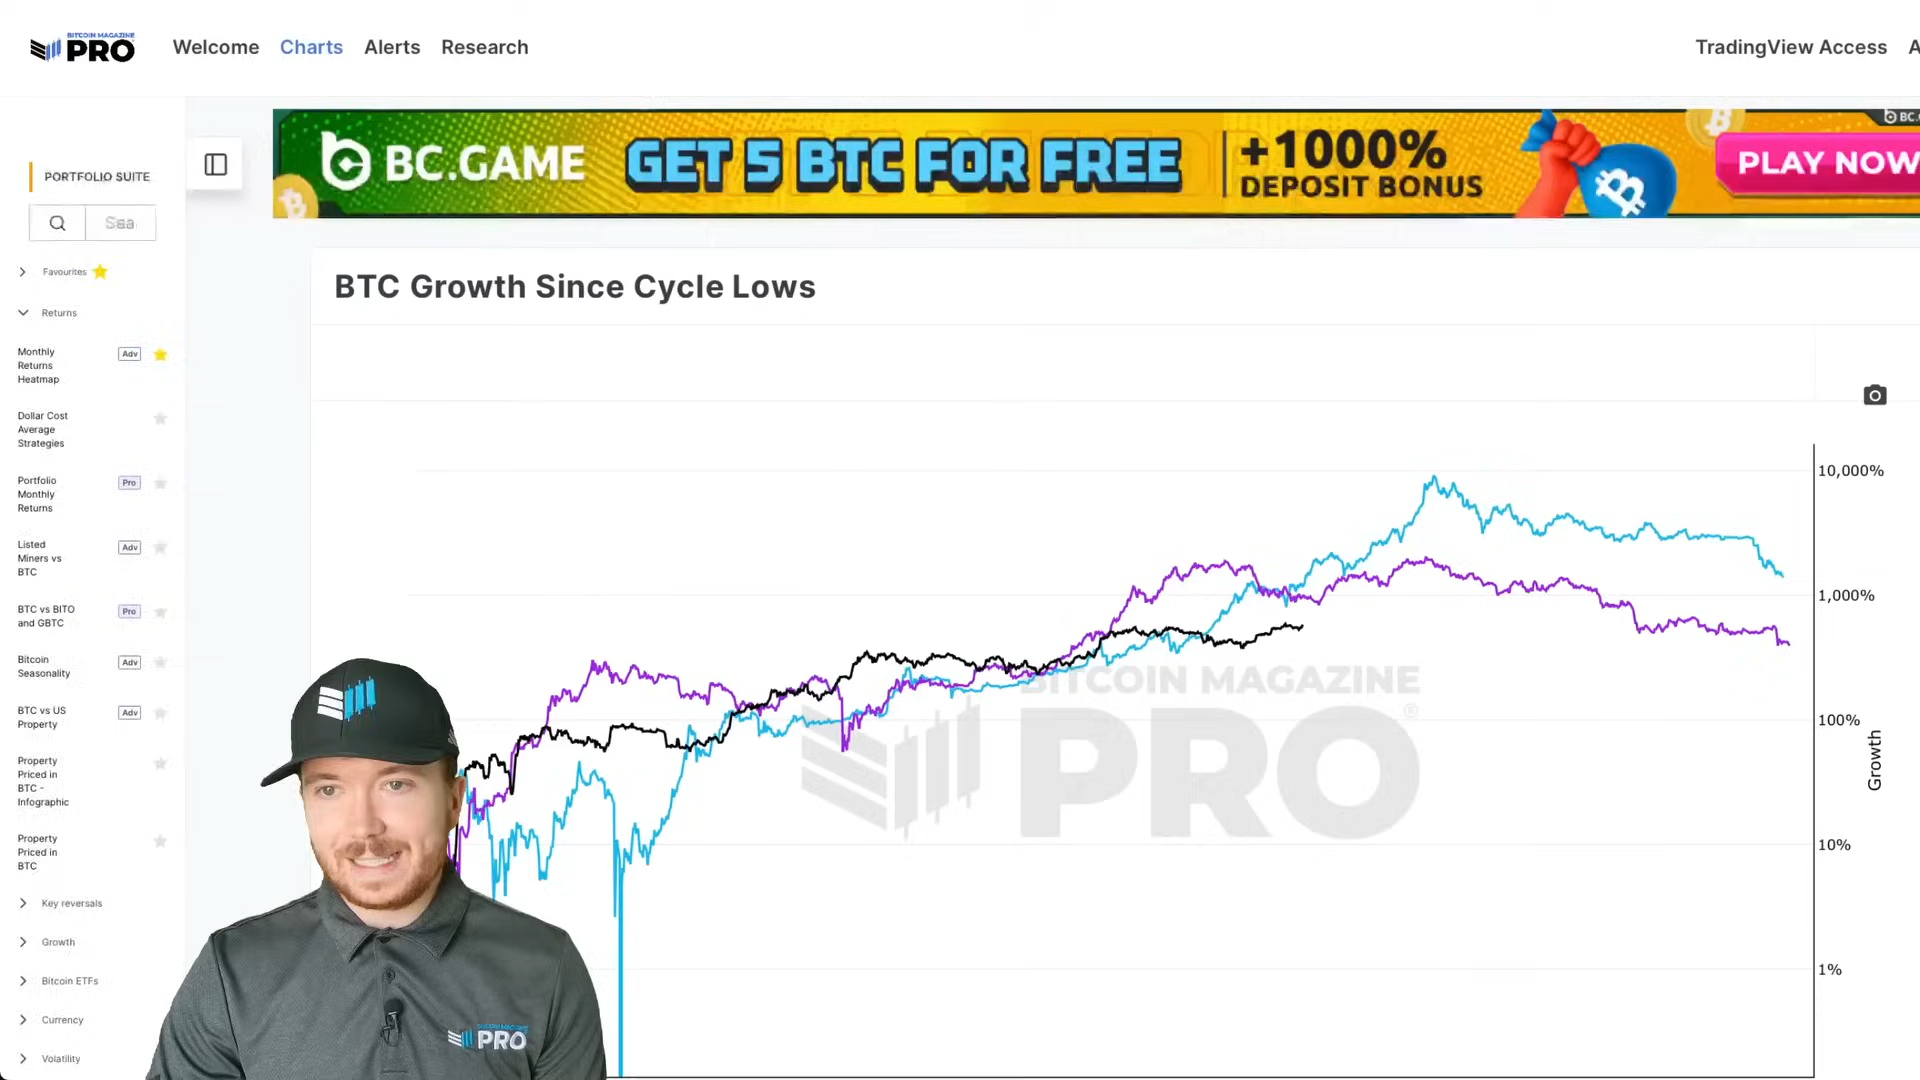 BITCOIN MAGAZINE
PRO
Welcome
Charts
Alerts
Research
TradingView Access
A
PORTFOLIO SUITE
BC.GAME
GET 5 BTC FOR FREE
+1000%
DEPOSIT BONUS
PLAY NOW
BC.
Favourites
Returns
Monthly
Returns
Heatmap
Adv
Dollar Cost
Average
Strategies
Portfolio
Monthly
Returns
Pro
Listed
Miners vs
BTC
Adv
BTC vs BITO
and GBTC
Pro
Bitcoin
Seasonality
Adv
BTC vs US
Property
Adv
Property
Priced in
BTC -
Infographic
Property
Priced in
BTC
Key reversals
Growth
Bitcoin ETFs
Currency
Volatility
BTC Growth Since Cycle Lows
10,000%
1,000%
100%
10%
1%
Growth
BITCOIN MAGAZINE
PRO®
BITCOIN MAGAZINE
PRO